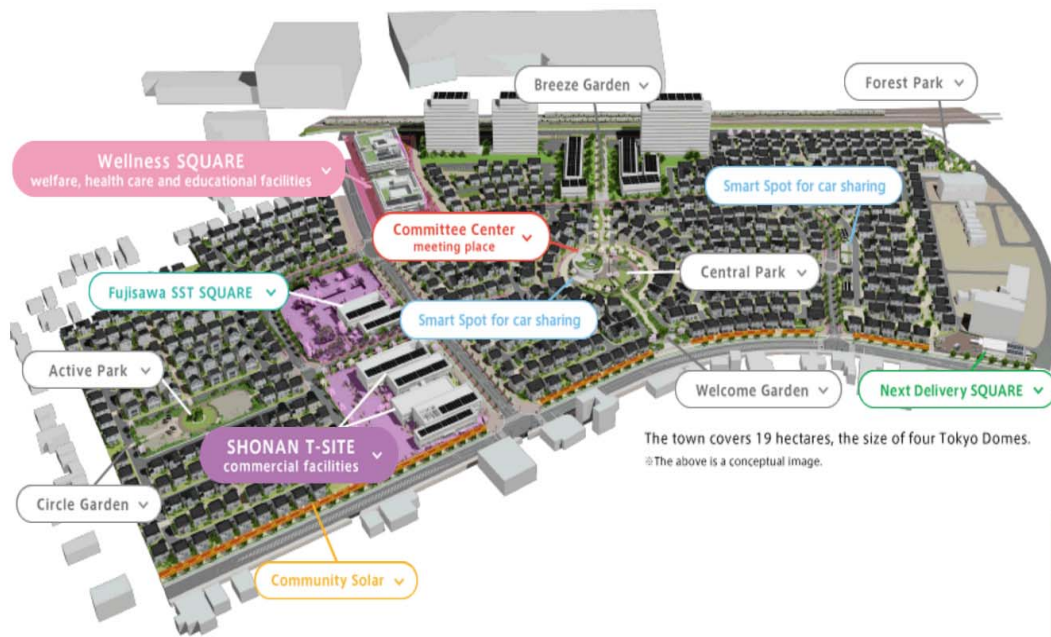 Breeze Garden
Forest Park
Wellness SQUARE
welfare, health care and educational facilities
Smart Spot for car sharing
Committee Center
meeting place
Central Park
Fujisawa SST SQUARE
Smart Spot for car sharing
Active Park
Welcome Garden
Next Delivery SQUARE
SHONAN T-SITE
commercial facilities
The town covers 19 hectares, the size of four Tokyo Domes.
※The above is a conceptual image.
Circle Garden
Community Solar